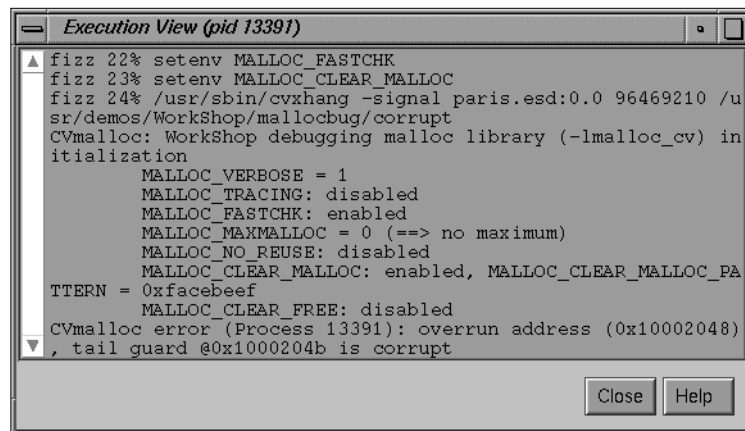 Execution View (pid 13391)
fizz 22% setenv MALLOC_FASTCHK
fizz 23% setenv MALLOC_CLEAR_MALLOC
fizz 24% /usr/sbin/cvxhang -signal paris.esd:0.0 96469210 /u
sr/demos/WorkShop/mallocbug/corrupt
CVmalloc: WorkShop debugging malloc library (-lmalloc_cv) in
itialization
MALLOC_VERBOSE = 1
MALLOC_TRACING: disabled
MALLOC_FASTCHK: enabled
MALLOC_MAXMALLOC = 0 (==> no maximum)
MALLOC_NO_REUSE: disabled
MALLOC_CLEAR_MALLOC: enabled, MALLOC_CLEAR_MALLOC_PA
TTERN = 0xfacebeef
MALLOC_CLEAR_FREE: disabled
CVmalloc error (Process 13391): overrun address (0x10002048)
, tail guard @0x1000204b is corrupt
Close Help